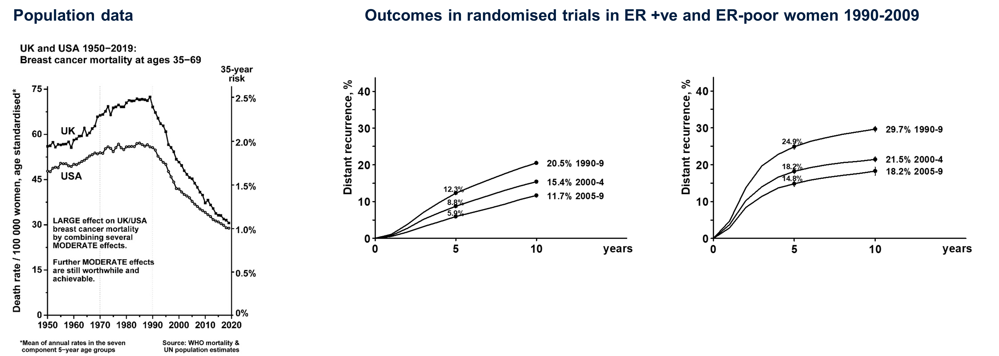 Population data
Outcomes in randomised trials in ER +ve and ER-poor women 1990-2009
UK and USA 1950−2019:
Breast cancer mortality at ages 35−69
35-year
risk
Death rate / 100 000 women, age standardised*
75
60
45
30
15
0
2.5%
2.0%
1.5%
1.0%
0.5%
0%
UK
USA
LARGE effect on UK/USA
breast cancer mortality
by combining several
MODERATE effects.
Further MODERATE effects
are still worthwhile and
achievable.
1950 1960 1970 1980 1990 2000 2010 2020
*Mean of annual rates in the seven
component 5−year age groups
Source: WHO mortality &
UN population estimates
Distant recurrence, %
40
30
20
10
0
12.3%
8.8%
5.9%
20.5% 1990-9
15.4% 2000-4
11.7% 2005-9
0 5 10 years
Distant recurrence, %
40
30
20
10
0
24.9%
18.2%
14.8%
29.7% 1990-9
21.5% 2000-4
18.2% 2005-9
0 5 10 years